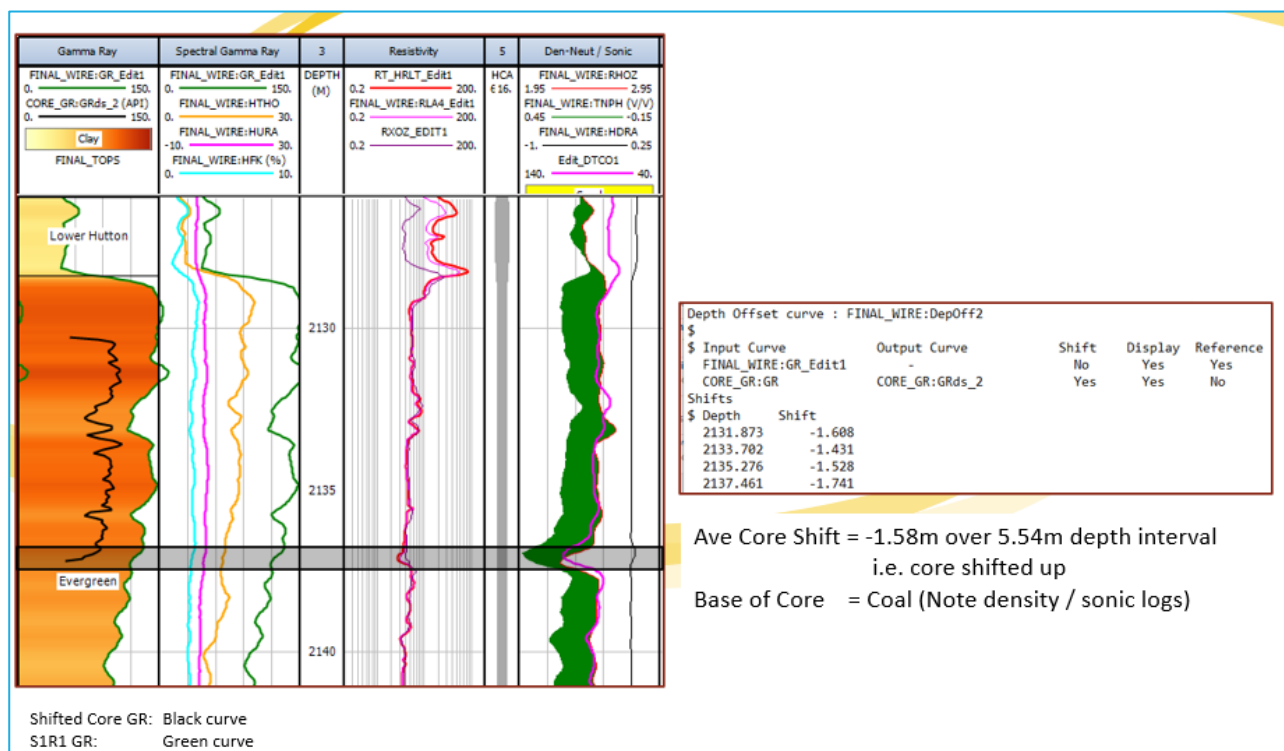 Gamma Ray Spectral Gamma Ray 3 Resistivity 5 Den-Neut / Sonic
FINAL_WIRE:GR_Edit1
0. 150.
CORE_GR:GRds_2 (API)
0. 150.
Clay
FINAL_TOPS
FINAL_WIRE:GR_Edit1
0. 150.
FINAL_WIRE:HTHO
0. 30.
FINAL_WIRE:HURA
-10. 30.
FINAL_WIRE:HFK (%)
0. 10.
DEPTH
(M)
RT_HRLT_Edit1
0.2 200.
FINAL_WIRE:RLA4_Edit1
0.2 200.
RXOZ_EDIT1
0.2 200.
HCA
6 16.
FINAL_WIRE:RHOZ
1.95 2.95
FINAL_WIRE:TNPH (V/V)
0.45 -0.15
FINAL_WIRE:HDRA
-1. 0.25
Edit_DTCO1
140. 40.
Lower Hutton
2130
2135
Evergreen
2140
Depth Offset curve : FINAL_WIRE:DepOff2
$
$ Input Curve Output Curve Shift Display Reference
FINAL_WIRE:GR_Edit1 - No Yes Yes
CORE_GR:GR CORE_GR:GRds_2 Yes Yes No
Shifts
$ Depth Shift
2131.873 -1.608
2133.702 -1.431
2135.276 -1.528
2137.461 -1.741
Ave Core Shift = -1.58m over 5.54m depth interval
i.e. core shifted up
Base of Core = Coal (Note density / sonic logs)
Shifted Core GR: Black curve
S1R1 GR: Green curve